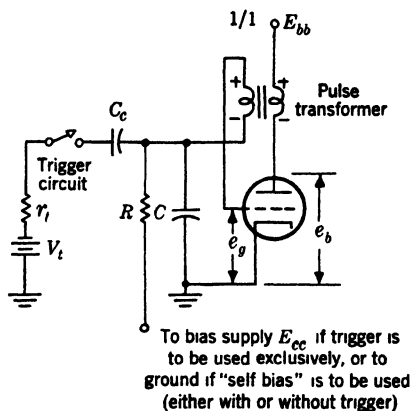 1/1
E_bb
+ +
Pulse
transformer
- -
C_c
Trigger
circuit
r_t
V_t
R
C
e_g
e_b
To bias supply E_cc if trigger is
to be used exclusively, or to
ground if "self bias" is to be used
(either with or without trigger)